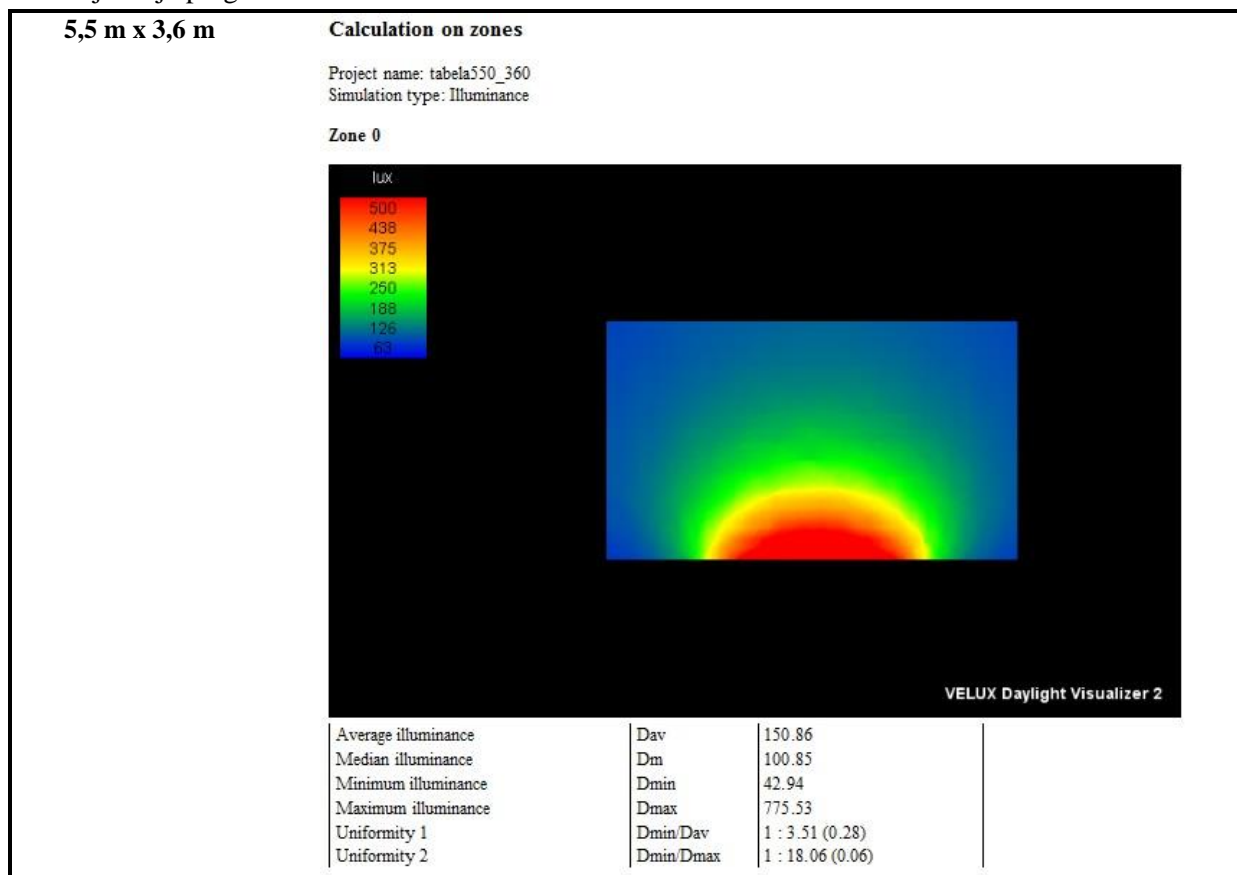 5,5 m x 3,6 m
Calculation on zones
Project name: tabela550_360
Simulation type: Illuminance
Zone 0
lux
500
438
375
313
250
188
126
63
VELUX Daylight Visualizer 2
Average illuminance Dav 150.86
Median illuminance Dm 100.85
Minimum illuminance Dmin 42.94
Maximum illuminance Dmax 775.53
Uniformity 1 Dmin/Dav 1 : 3.51 (0.28)
Uniformity 2 Dmin/Dmax 1 : 18.06 (0.06)